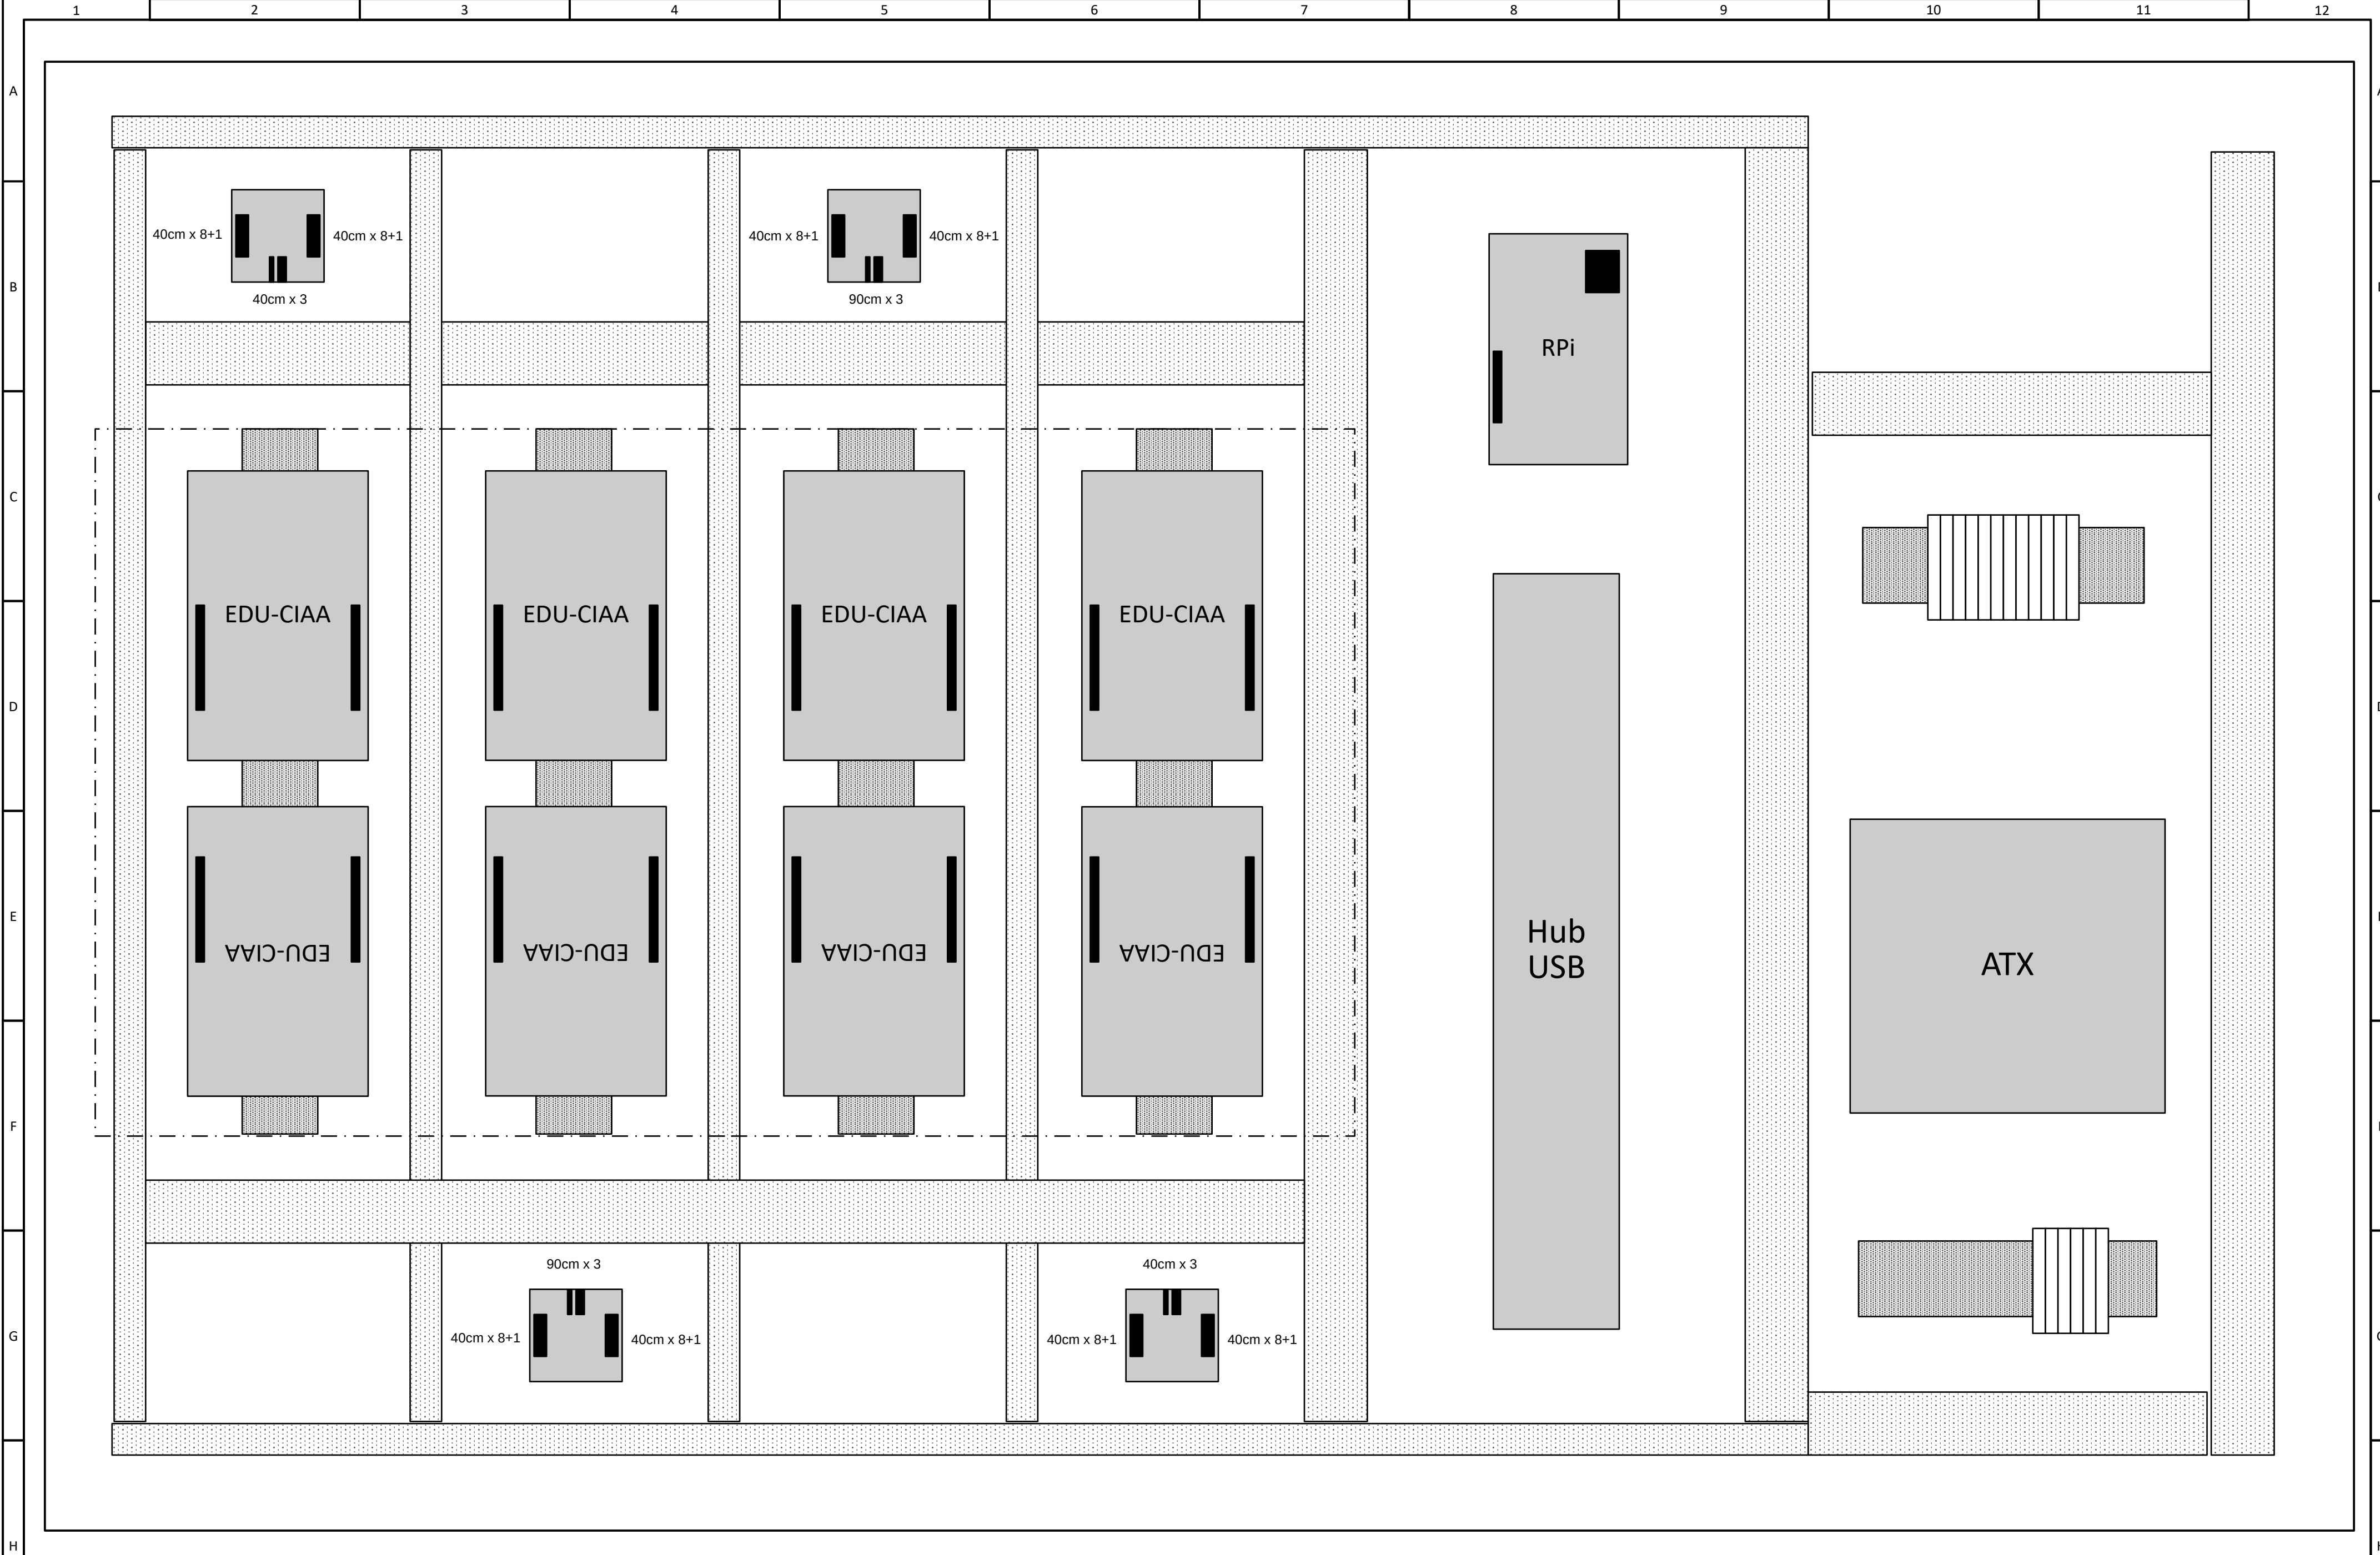 1 2 3 4 5 6 7 8 9 10 11 12
A
40cm x 8+1 40cm x 8+1 40cm x 8+1 40cm x 8+1
B
40cm x 3 90cm x 3
RPi
C
EDU-CIAA EDU-CIAA EDU-CIAA EDU-CIAA
D
E
Hub
USB
EDU-CIAA EDU-CIAA EDU-CIAA EDU-CIAA
ATX
F
90cm x 3 40cm x 3
G
40cm x 8+1 40cm x 8+1 40cm x 8+1 40cm x 8+1
H